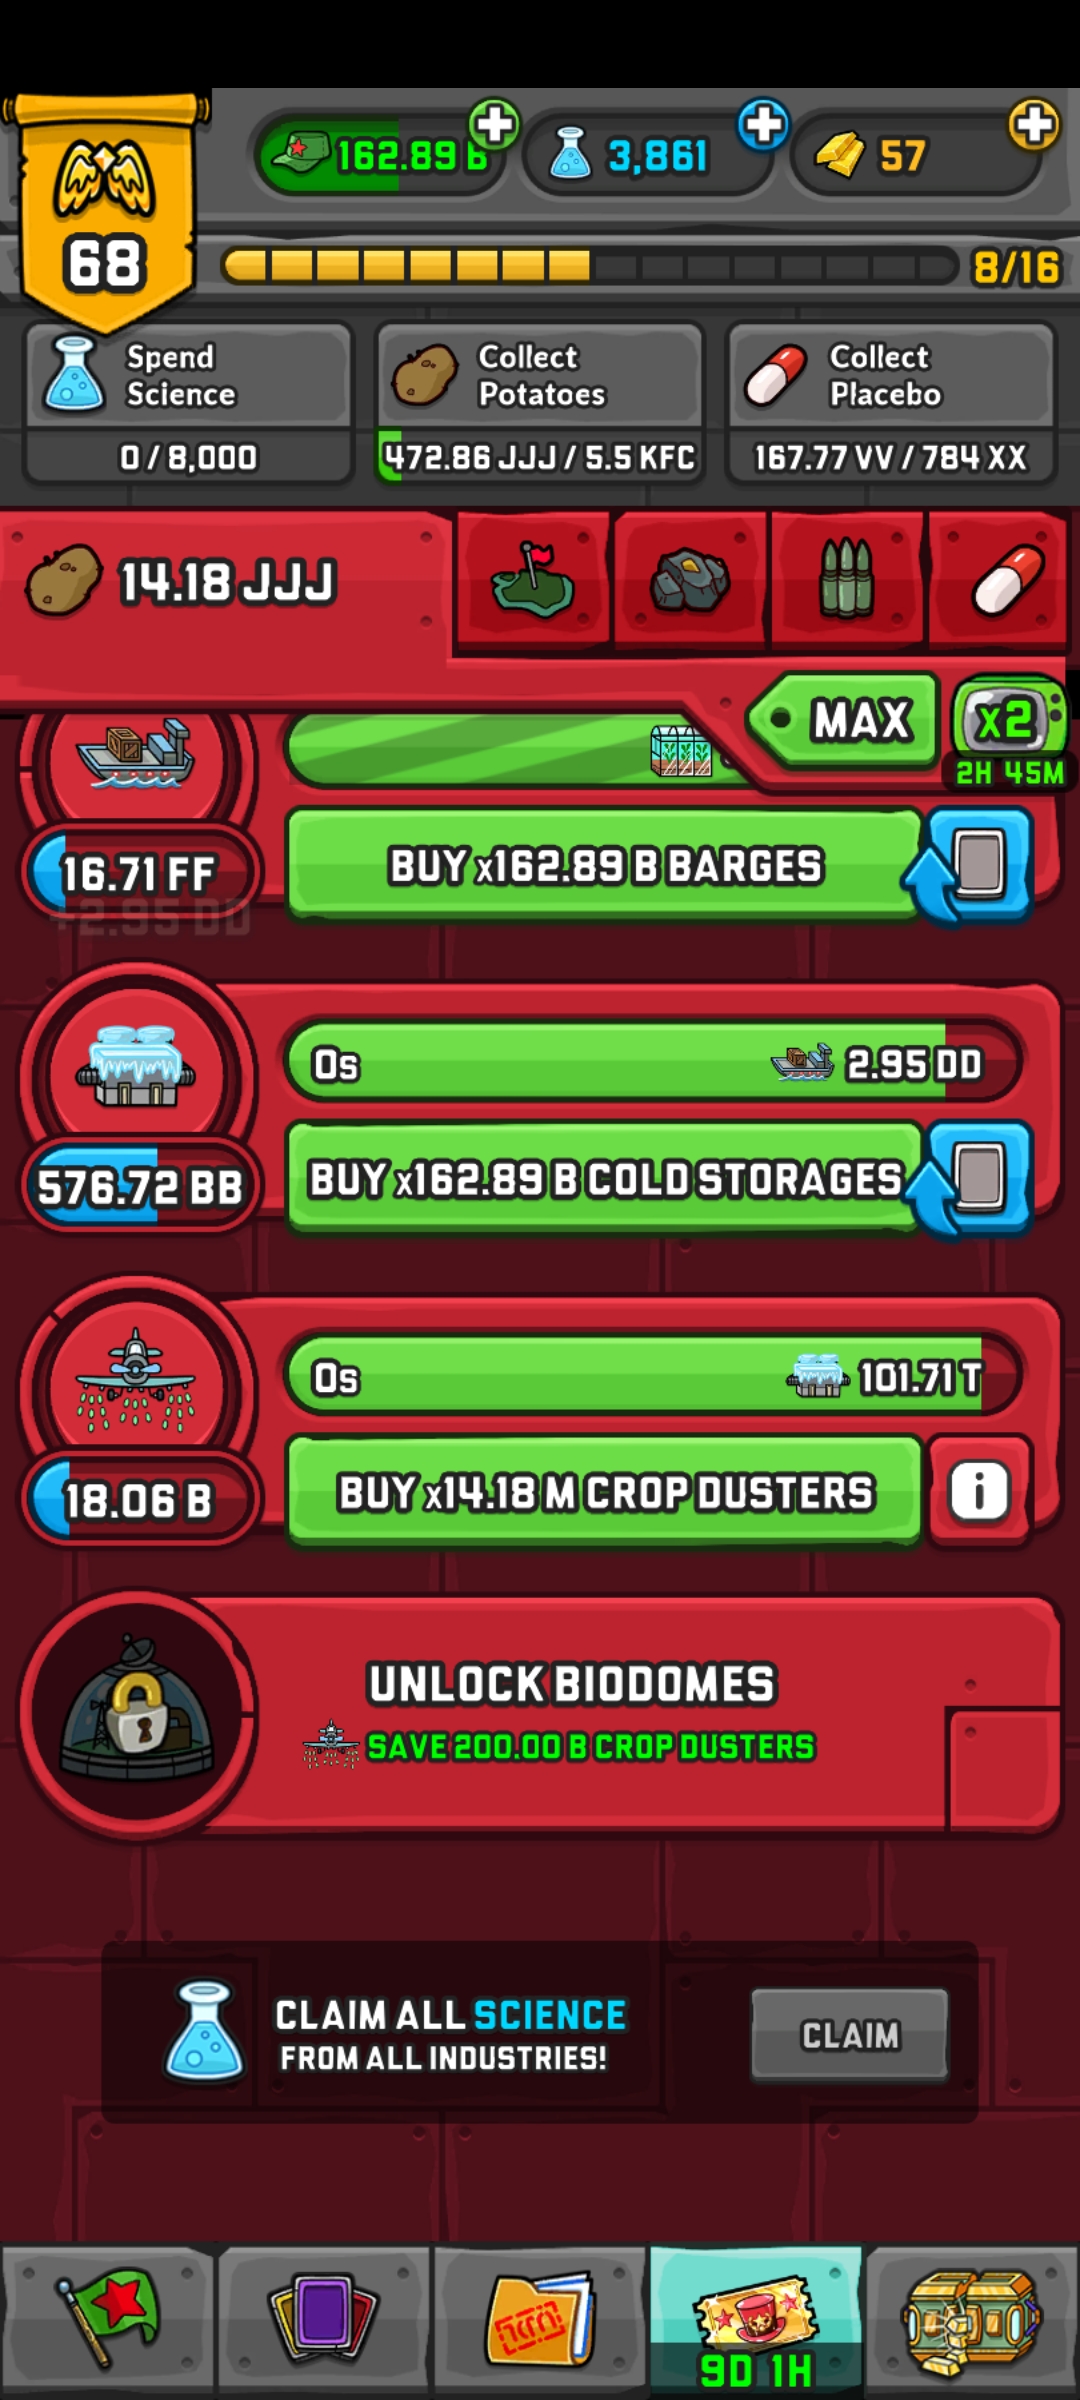 162.89 B
3,861
57
68
8/16
Spend
Science
0 / 8,000
Collect
Potatoes
472.86 JJJ / 5.5 KFC
Collect
Placebo
167.77 VV / 784 XX
14.18 JJJ
MAX
x2
2H 45M
16.71 FF
+2.95 DD
BUY x162.89 B BARGES
0s
2.95 DD
576.72 BB
BUY x162.89 B COLD STORAGES
0s
101.71 T
18.06 B
BUY x14.18 M CROP DUSTERS
i
UNLOCK BIODOMES
SAVE 200.00 B CROP DUSTERS
CLAIM ALL SCIENCE
FROM ALL INDUSTRIES!
CLAIM
9D 1H